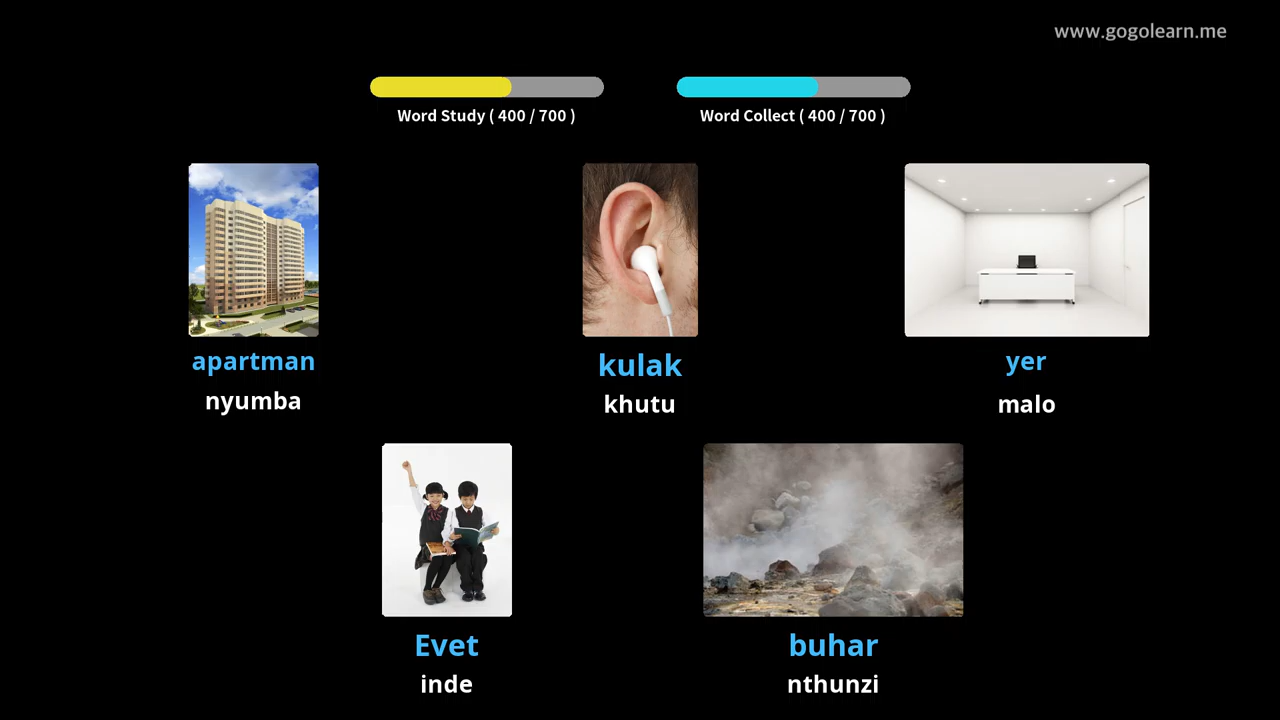 www.gogolearn.me
Word Study ( 400 / 700 )
Word Collect ( 400 / 700 )
apartman
nyumba
kulak
khutu
yer
malo
Evet
inde
buhar
nthunzi